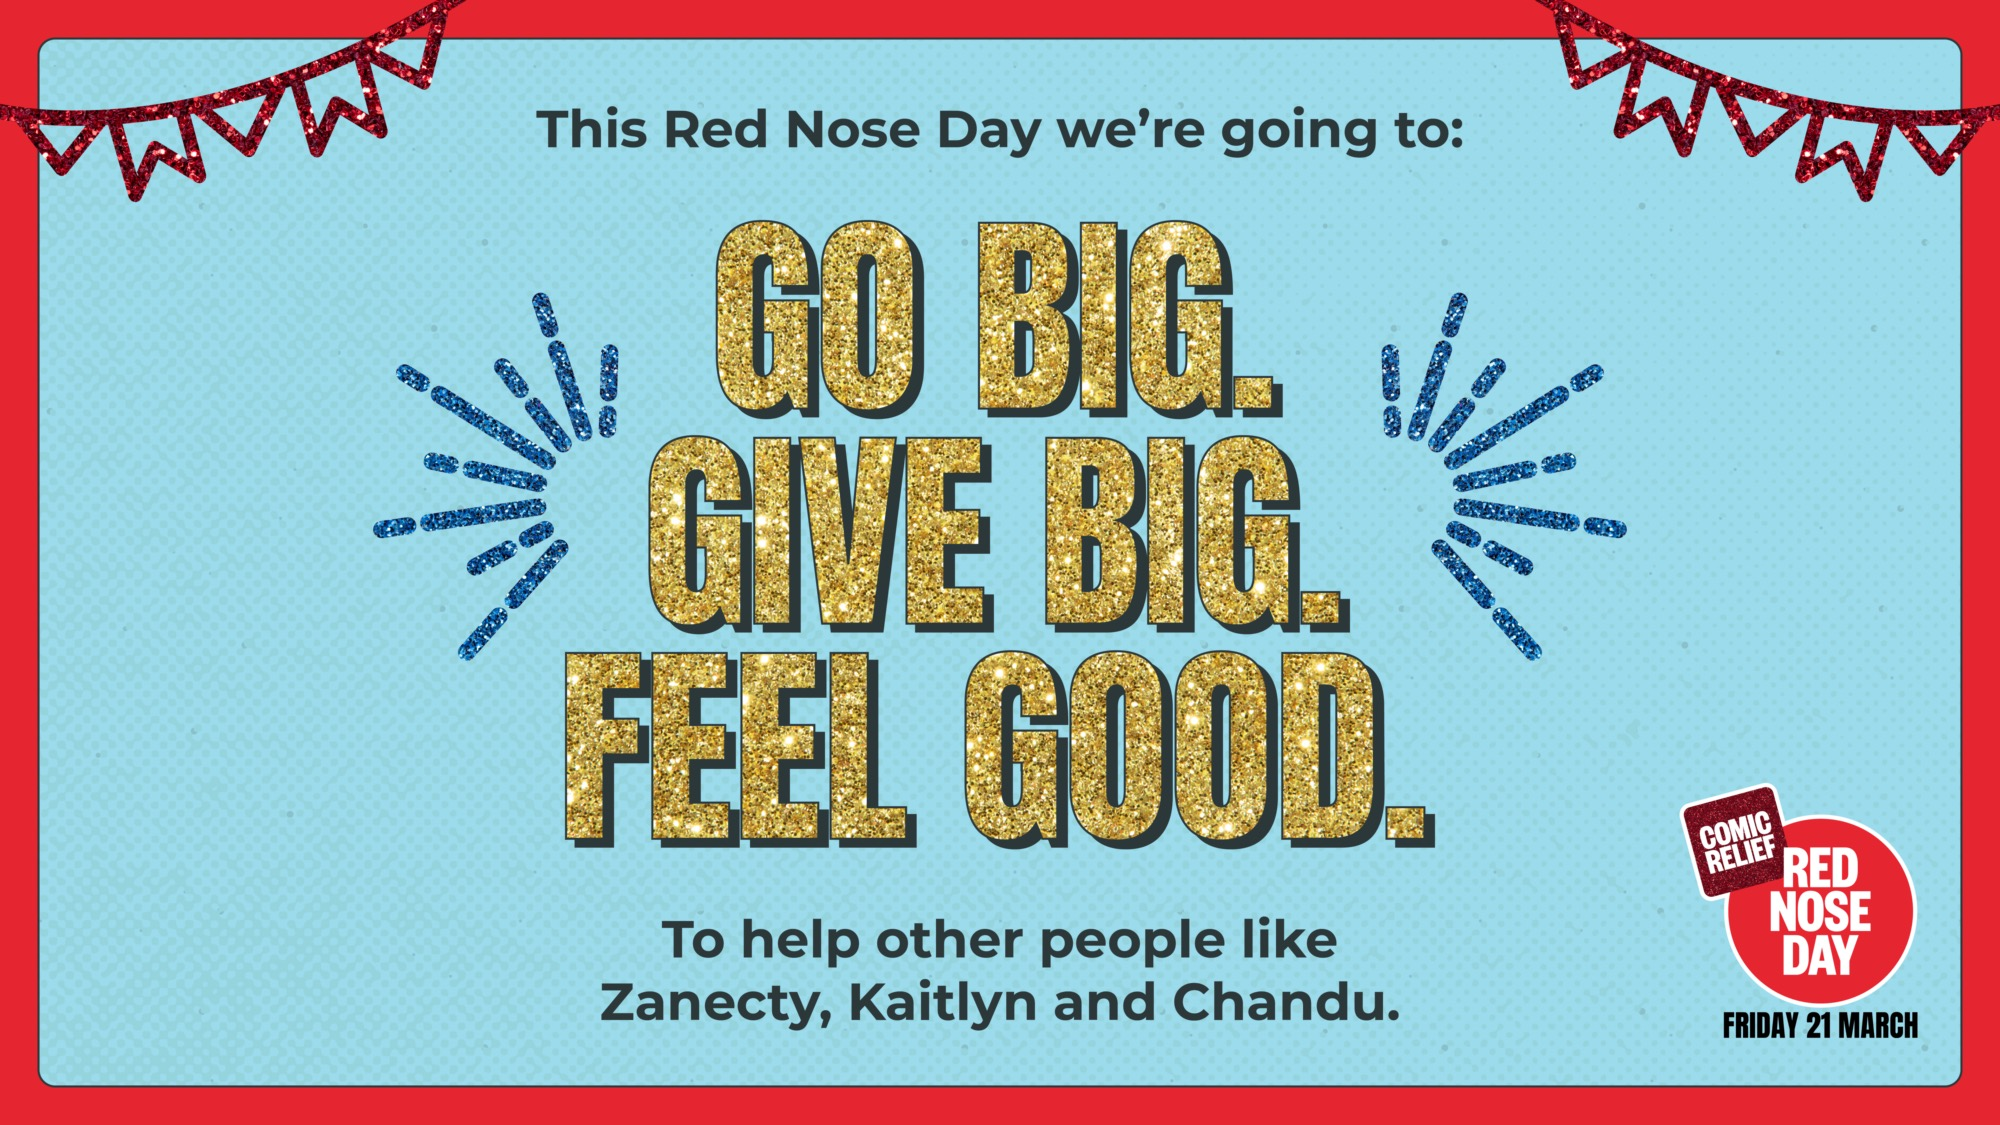 This Red Nose Day we’re going to:
GO BIG.
GIVE BIG.
FEEL GOOD.
To help other people like
Zanecty, Kaitlyn and Chandu.
COMIC
RELIEF
RED
NOSE
DAY
FRIDAY 21 MARCH